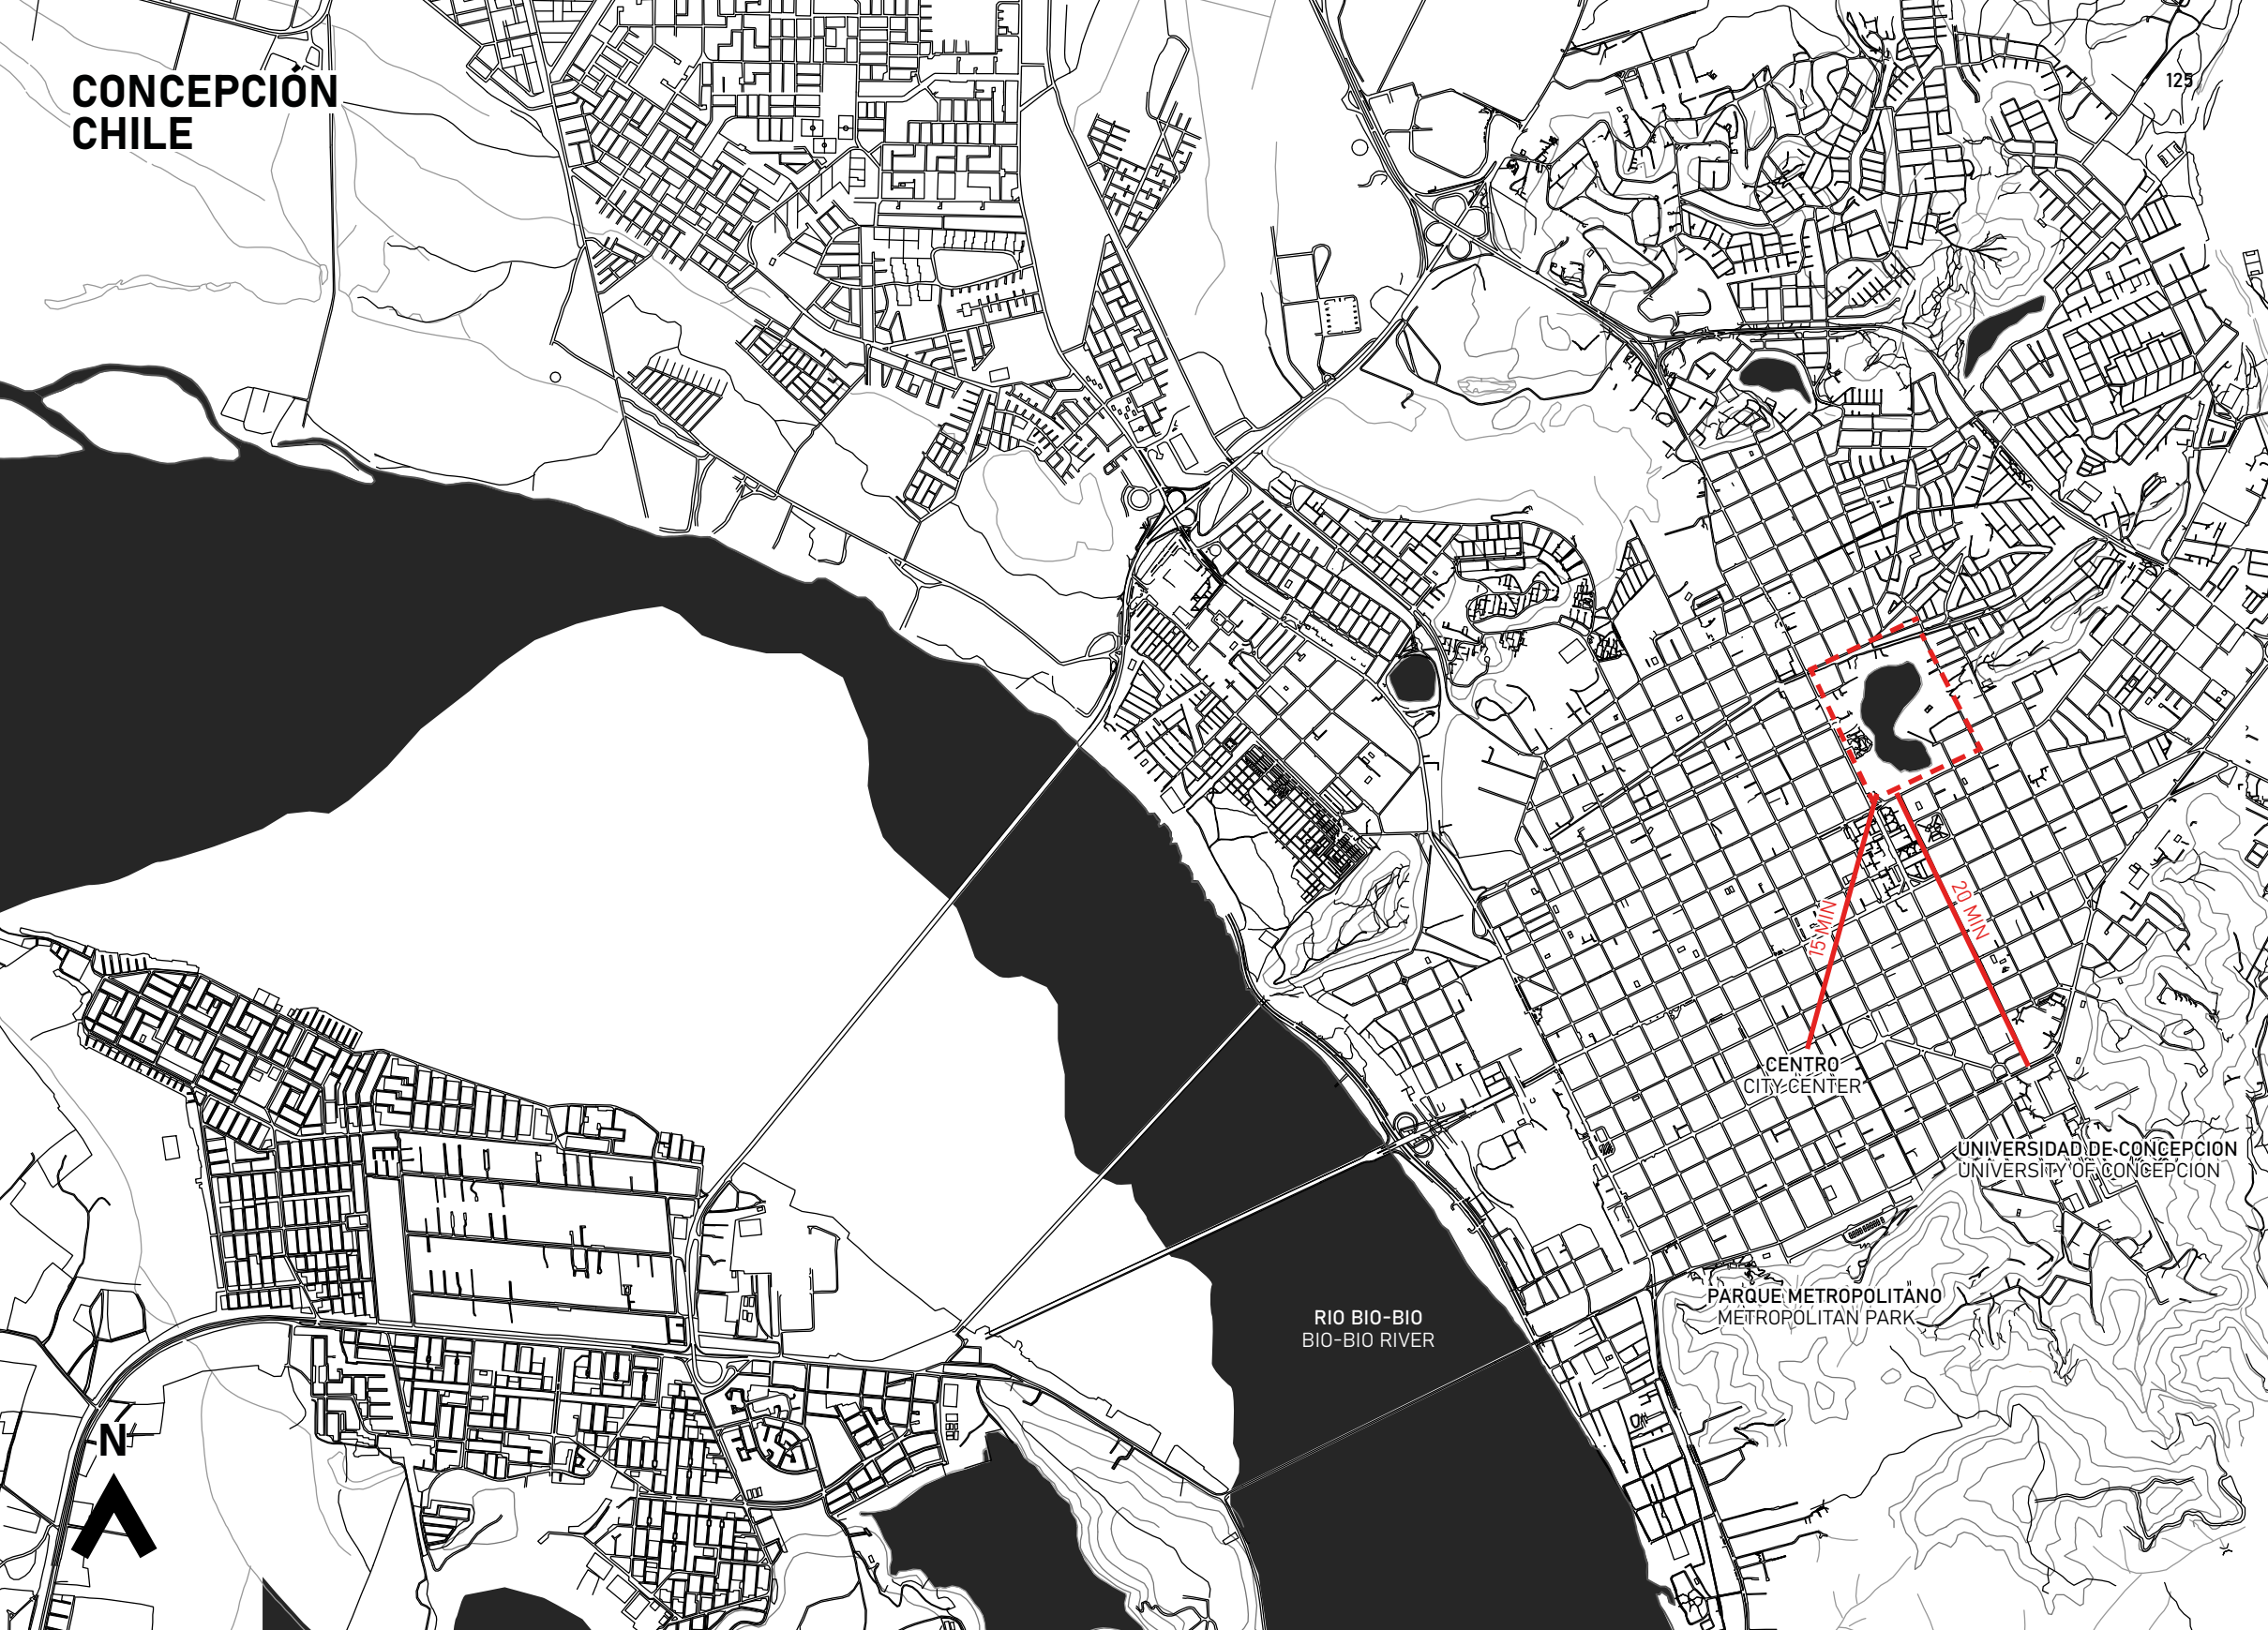 CONCEPCIÓN
CHILE
125
15 MIN
20 MIN
CENTRO
CITY CENTER
UNIVERSIDAD DE CONCEPCION
UNIVERSITY OF CONCEPCION
PARQUE METROPOLITANO
METROPOLITAN PARK
RIO BIO-BIO
BIO-BIO RIVER
N